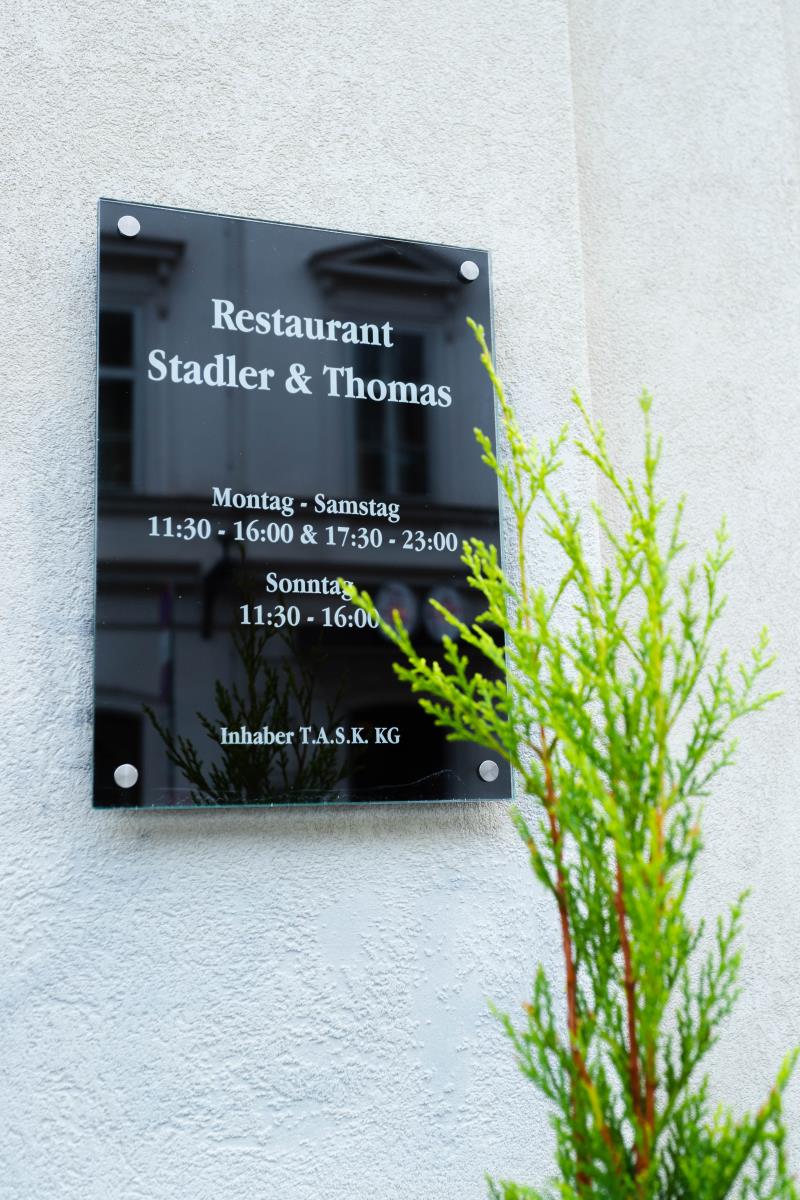 Restaurant
Stadler & Thomas
Montag - Samstag
11:30 - 16:00 & 17:30 - 23:00
Sonntag
11:30 - 16:00
Inhaber T.A.S.K. KG